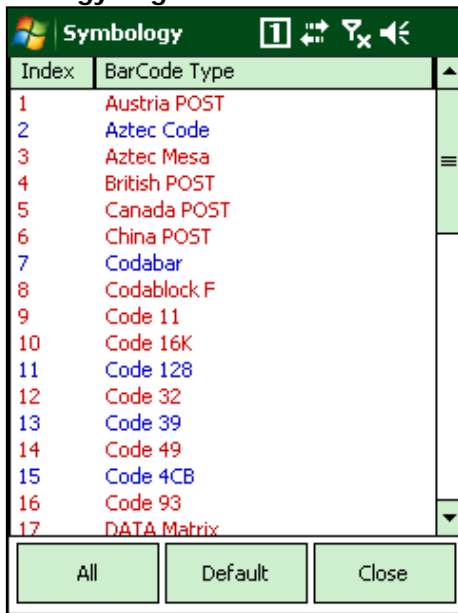 Symbology
Index BarCode Type
1 Austria POST
2 Aztec Code
3 Aztec Mesa
4 British POST
5 Canada POST
6 China POST
7 Codabar
8 Codablock F
9 Code 11
10 Code 16K
11 Code 128
12 Code 32
13 Code 39
14 Code 49
15 Code 4CB
16 Code 93
17 DATA Matrix
All Default Close